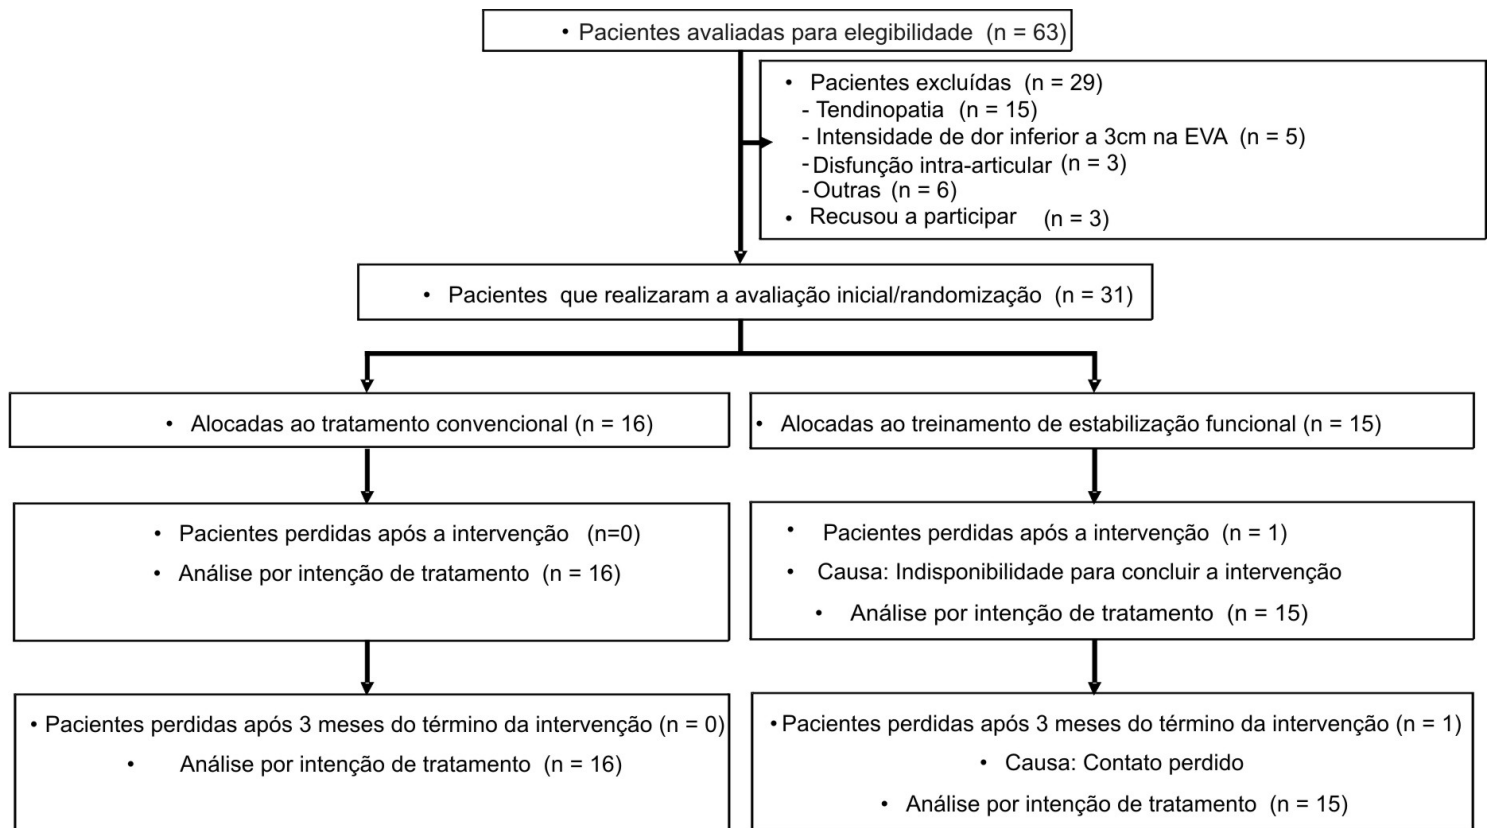 • Pacientes avaliadas para elegibilidade (n = 63)
• Pacientes excluídas (n = 29)
- Tendinopatia (n = 15)
- Intensidade de dor inferior a 3cm na EVA (n = 5)
- Disfunção intra-articular (n = 3)
- Outras (n = 6)
• Recusou a participar (n = 3)
• Pacientes que realizaram a avaliação inicial/randomização (n = 31)
• Alocadas ao tratamento convencional (n = 16)
• Pacientes perdidas após a intervenção (n=0)
• Análise por intenção de tratamento (n = 16)
• Pacientes perdidas após 3 meses do término da intervenção (n = 0)
• Análise por intenção de tratamento (n = 16)
• Alocadas ao treinamento de estabilização funcional (n = 15)
• Pacientes perdidas após a intervenção (n = 1)
• Causa: Indisponibilidade para concluir a intervenção
• Análise por intenção de tratamento (n = 15)
• Pacientes perdidas após 3 meses do término da intervenção (n = 1)
• Causa: Contato perdido
• Análise por intenção de tratamento (n = 15)